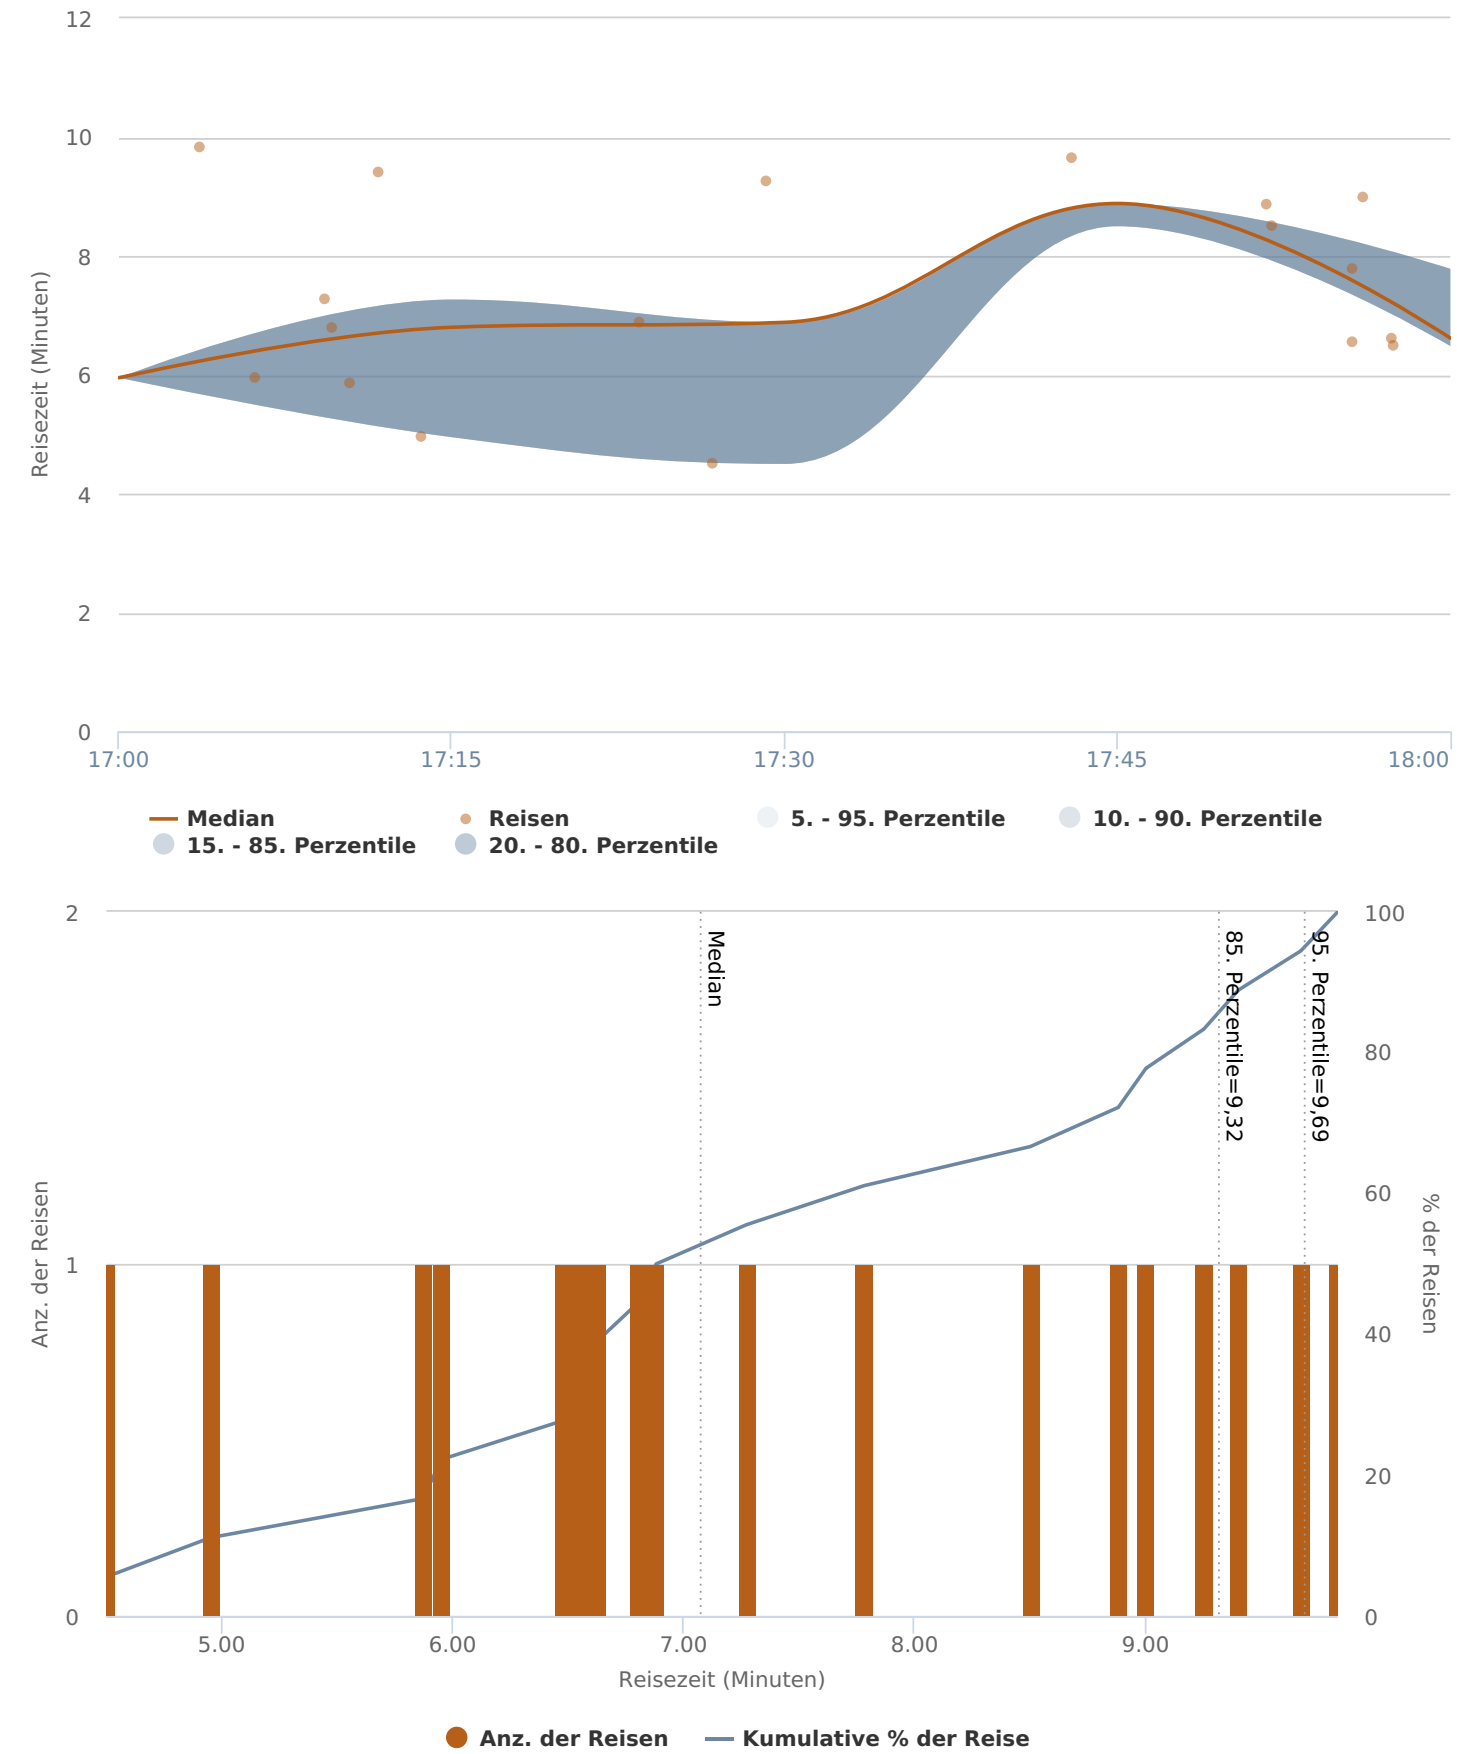 12
10
8
6
4
2
0
Reisezeit (Minuten)
17:00 17:15 17:30 17:45 18:00
Median Reisen 5. - 95. Perzentile 10. - 90. Perzentile
15. - 85. Perzentile 20. - 80. Perzentile
2
1
0
Anz. der Reisen
100
80
60
40
20
0
% der Reisen
Median
85. Perzentile=9,32
95. Perzentile=9,69
5.00 6.00 7.00 8.00 9.00
Reisezeit (Minuten)
Anz. der Reisen Kumulative % der Reise